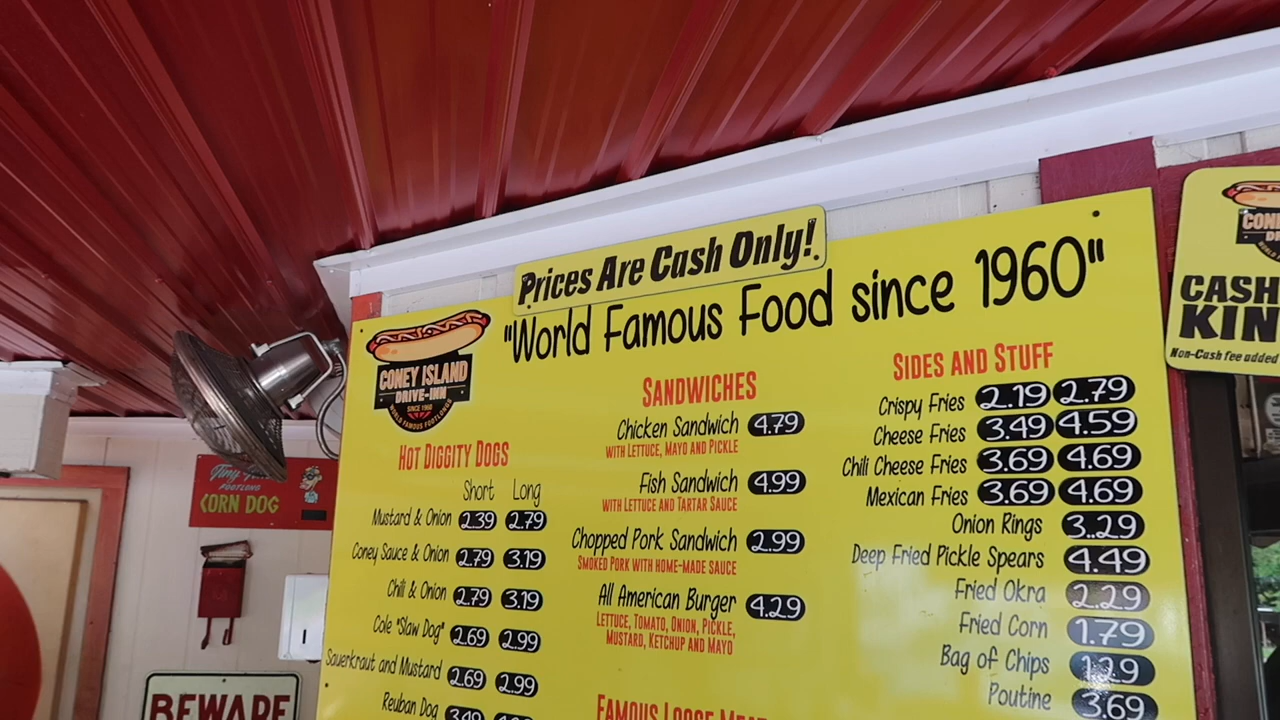 Prices Are Cash Only!
"World Famous Food since 1960"
CONEY ISLAND
DRIVE-INN
SINCE 1960
WORLD FAMOUS FOOTLONGS
HOT DIGGITY DOGS
Short Long
Mustard & Onion 2.39 2.79
Coney Sauce & Onion 2.79 3.19
Chili & Onion 2.79 3.19
Cole "Slaw Dog" 2.69 2.99
Sauerkraut and Mustard 2.69 2.99
Reuban Dog 3.49
SANDWICHES
Chicken Sandwich 4.79
WITH LETTUCE, MAYO AND PICKLE
Fish Sandwich 4.99
WITH LETTUCE AND TARTAR SAUCE
Chopped Pork Sandwich 2.99
SMOKED PORK WITH HOME-MADE SAUCE
All American Burger 4.29
LETTUCE, TOMATO, ONION, PICKLE,
MUSTARD, KETCHUP AND MAYO
FAMOUS LOOSE MEAT
SIDES AND STUFF
Crispy Fries 2.19 2.79
Cheese Fries 3.49 4.59
Chili Cheese Fries 3.69 4.69
Mexican Fries 3.69 4.69
Onion Rings 3.29
Deep Fried Pickle Spears 4.49
Fried Okra 2.29
Fried Corn 1.79
Bag of Chips 1.29
Poutine 3.69
CASH
KIN
Non-Cash fee added
FOOTLONG
CORN DOG
BEWARE